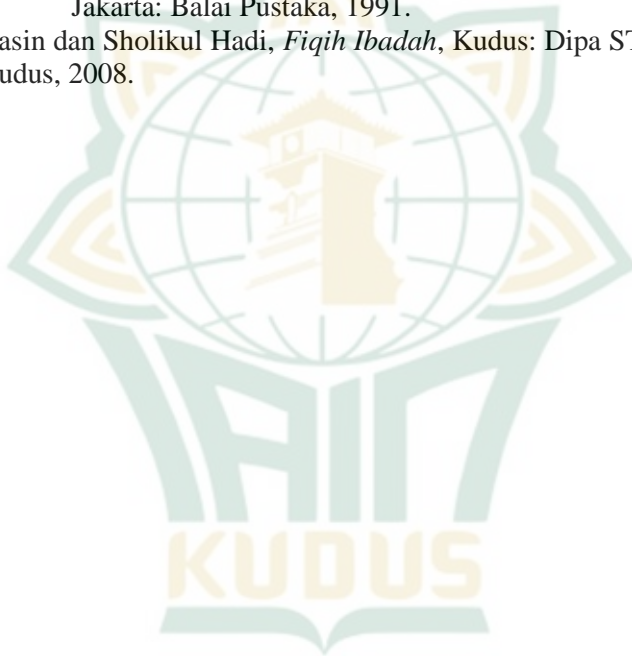 Jakarta: Balai Pustaka, 1991.
asin dan Sholikul Hadi, Fiqih Ibadah, Kudus: Dipa ST
udus, 2008.
IAIN
KUDUS